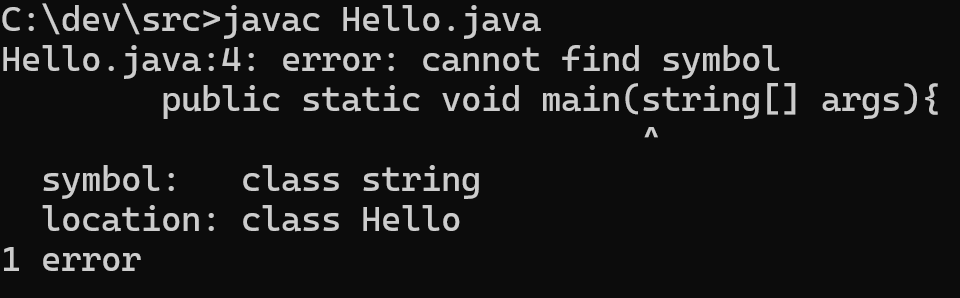 C:\dev\src>javac Hello.java
Hello.java:4: error: cannot find symbol
        public static void main(string[] args){
                                ^
  symbol:   class string
  location: class Hello
1 error